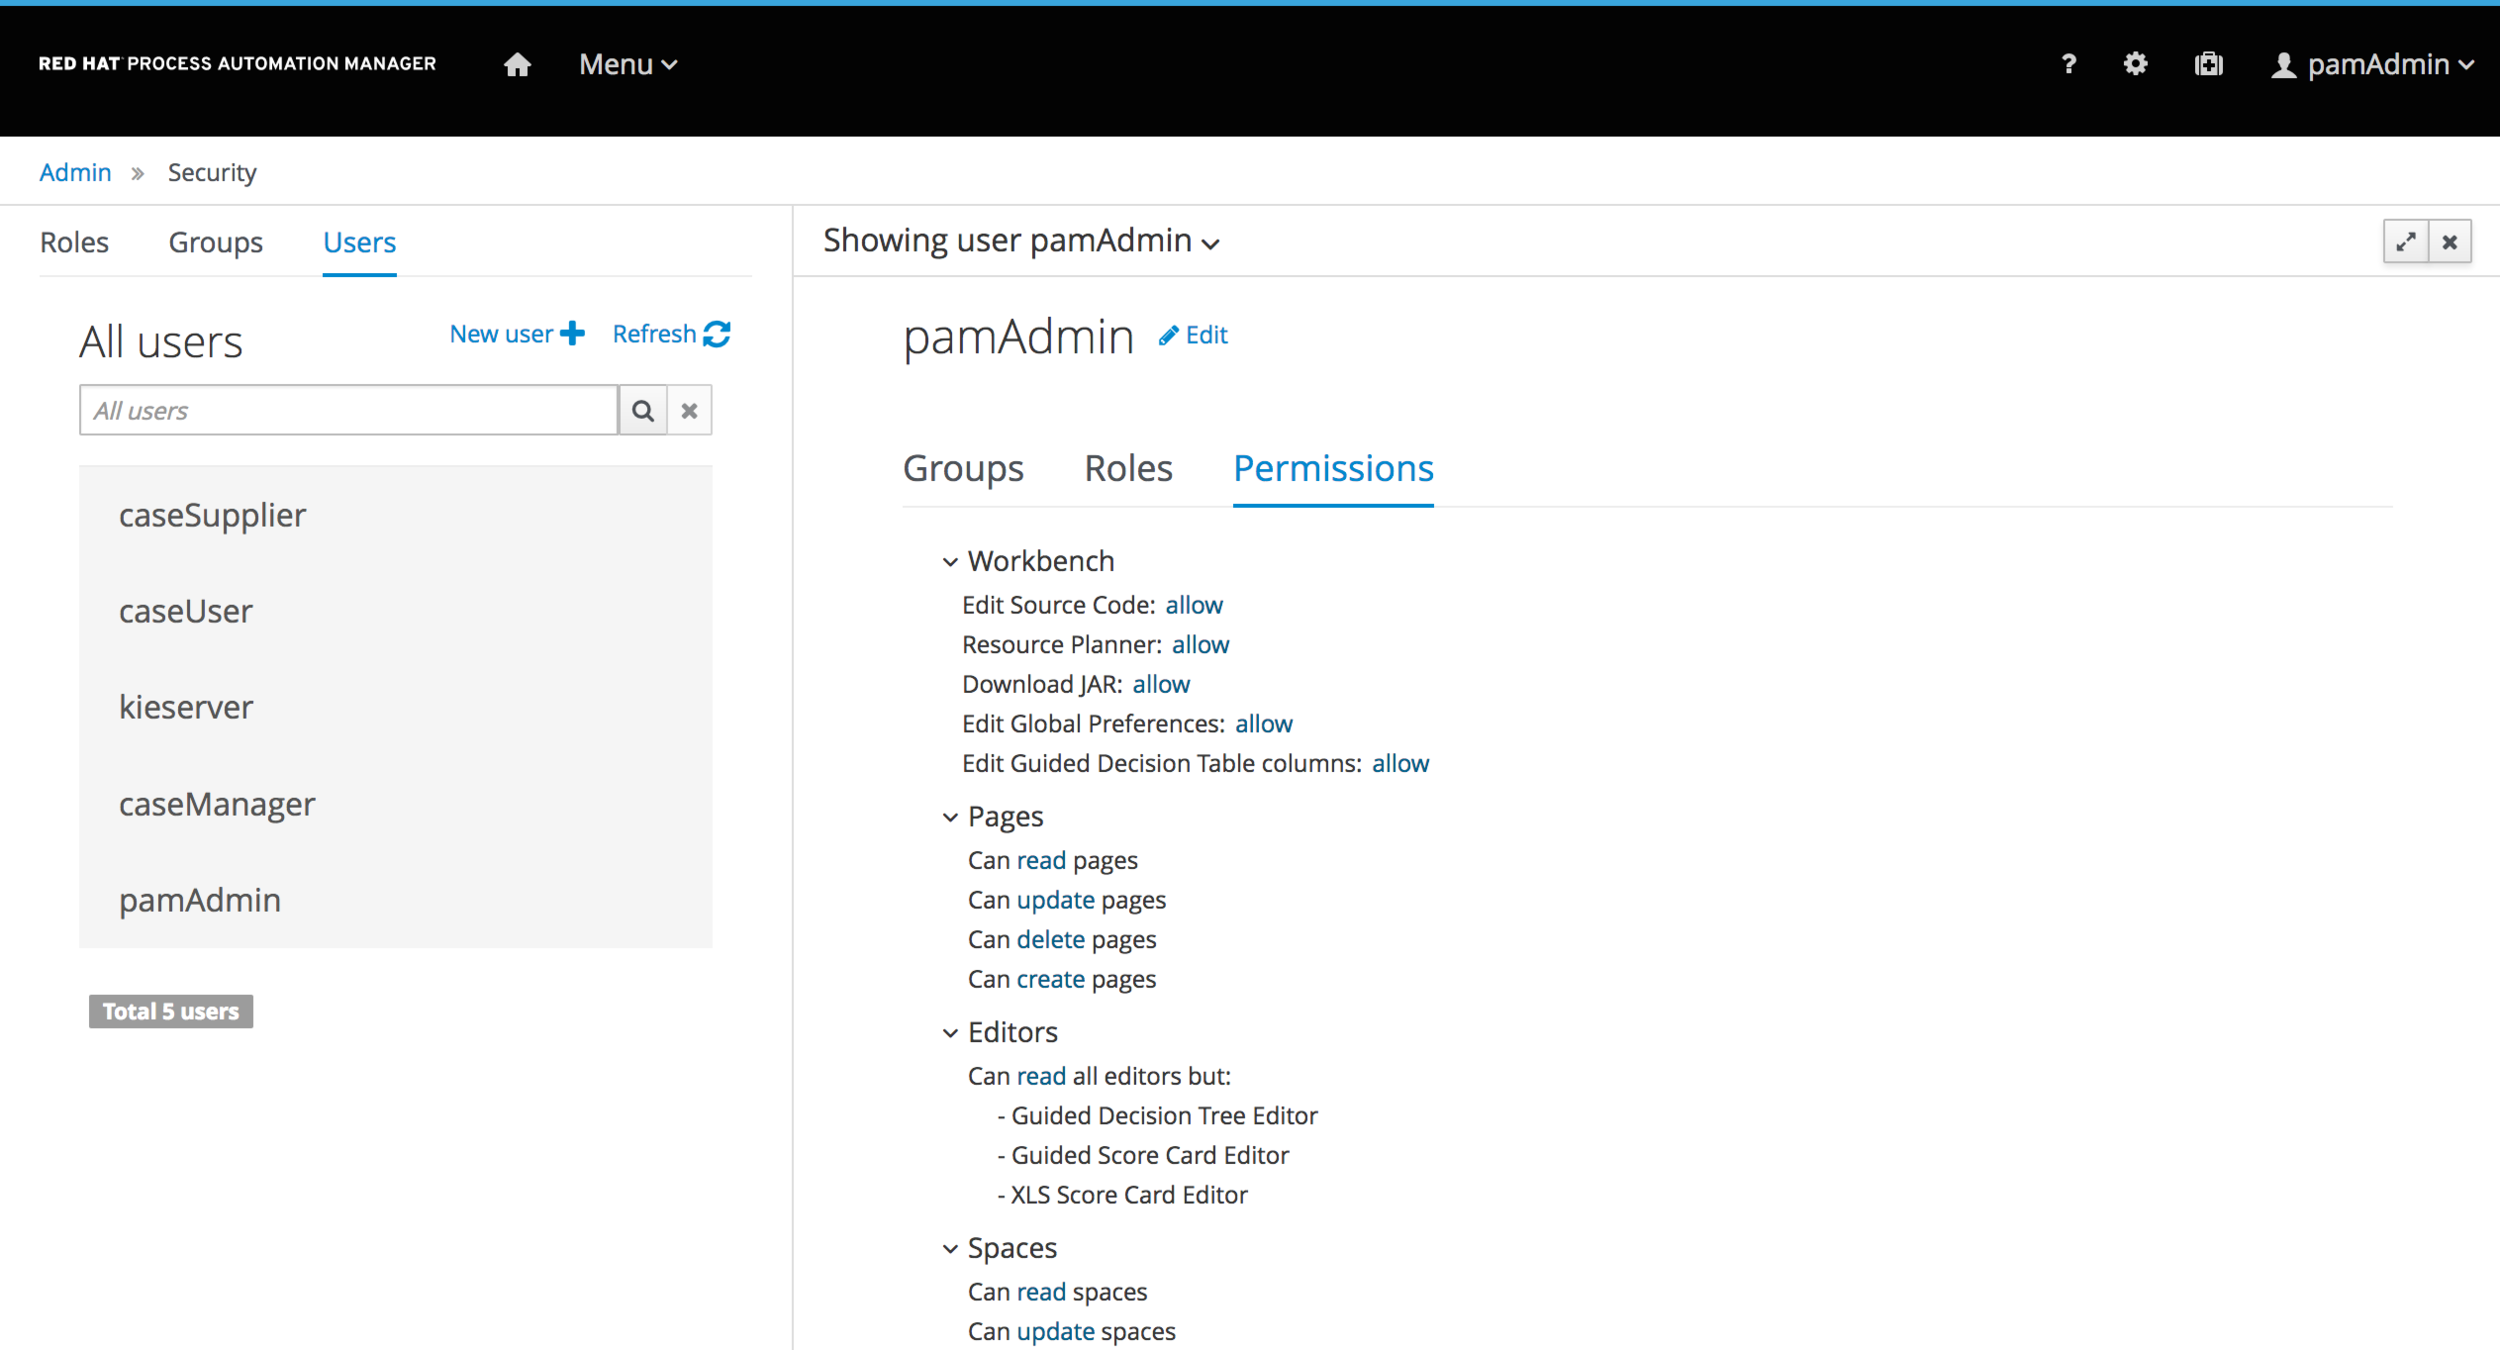 RED HAT PROCESS AUTOMATION MANAGER
Menu
?
pamAdmin
Admin » Security
Roles Groups Users
Showing user pamAdmin
All users
New user
Refresh
All users
caseSupplier
caseUser
kieserver
caseManager
pamAdmin
Total 5 users
pamAdmin
Edit
Groups Roles Permissions
Workbench
Edit Source Code: allow
Resource Planner: allow
Download JAR: allow
Edit Global Preferences: allow
Edit Guided Decision Table columns: allow
Pages
Can read pages
Can update pages
Can delete pages
Can create pages
Editors
Can read all editors but:
- Guided Decision Tree Editor
- Guided Score Card Editor
- XLS Score Card Editor
Spaces
Can read spaces
Can update spaces